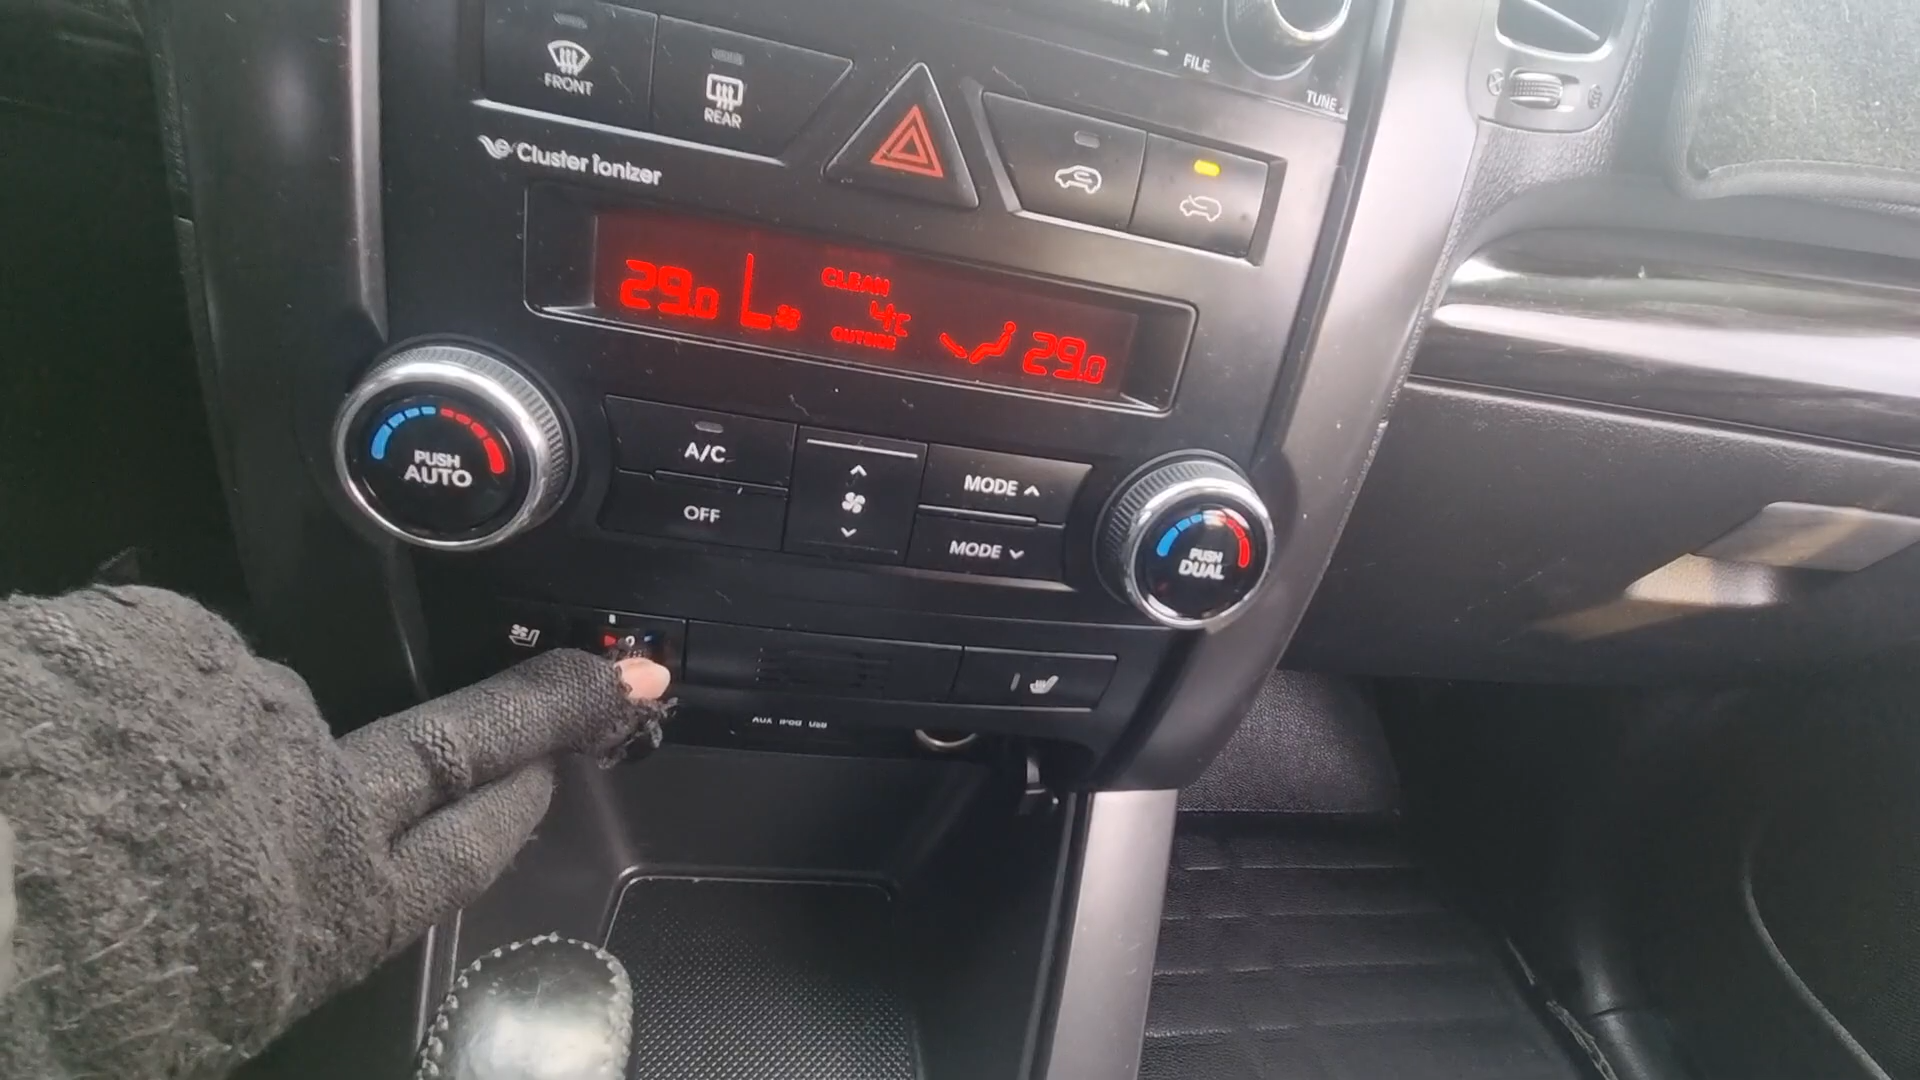 FILE
TUNE
FRONT
REAR
Cluster ionizer
CLEAN
29.0
4°C
OUTSIDE
29.0
PUSH
AUTO
A/C
OFF
MODE
MODE
PUSH
DUAL
AUX iPod USB